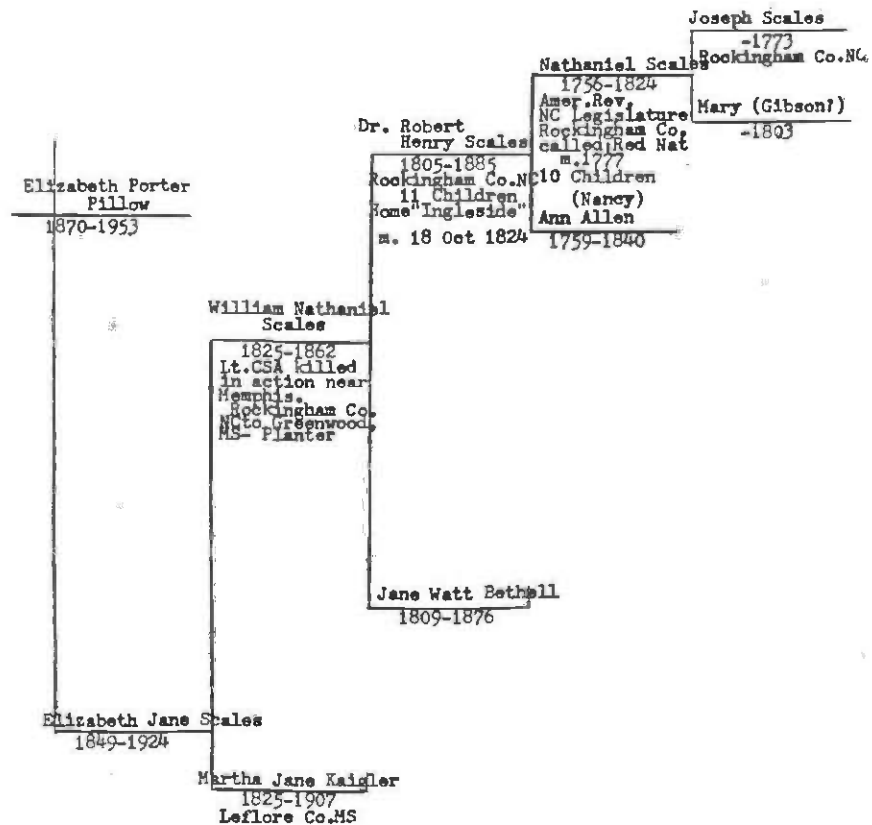 Joseph Scales
-1773
Rockingham Co.NC.
Nathaniel Scales
1756-1824
Amer.Rev.
NC Legislature
Rockingham Co.
called;Red Nat
m.1777
10 Children
Mary (Gibson?)
-1803
(Nancy)
Ann Allen
1759-1840
Dr. Robert
Henry Scales
1805-1885
Rockingham Co.NC
11 Children
Home"Ingleside"
m. 18 Oct 1824
Elizabeth Porter
Pillow
1870-1953
William Nathaniel
Scales
1825-1862
Lt.CSA killed
in action near
Memphis.
Rockingham Co.
NCto Greenwood,
MS- Planter
Jane Watt Bethell
1809-1876
Elizabeth Jane Scales
1849-1924
Martha Jane Kaigler
1825-1907
Leflore Co.MS